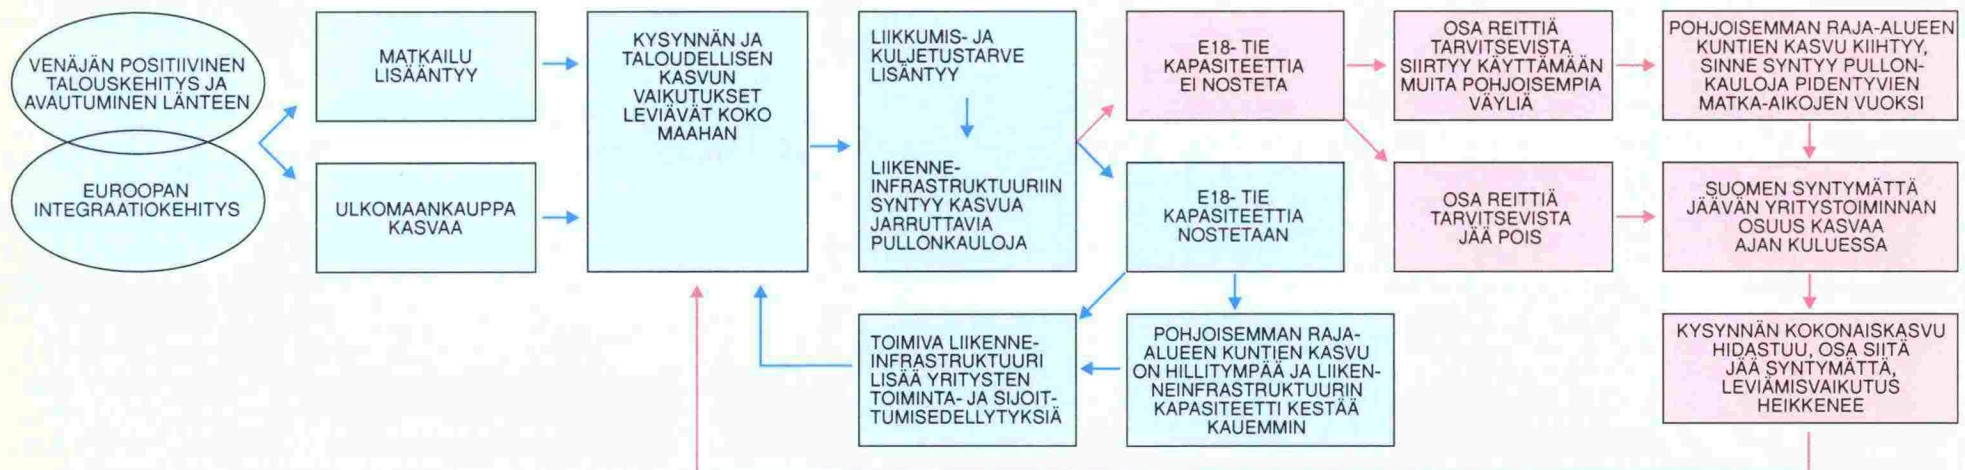 VENÄJÄN POSITIIVINEN
TALOUSKEHITYS JA
AVAUTUMINEN LÄNTEEN
EUROOPAN
INTEGRAATIOKEHITYS
MATKAILU
LISÄÄNTYY
ULKOMAANKAUPPA
KASVAA
KYSYNNÄN JA
TALOUDELLISEN
KASVUN
VAIKUTUKSET
LEVIÄVÄT KOKO
MAAHAN
LIIKKUMIS- JA
KULJETUSTARVE
LISÄNTYY
LIIKENNE-
INFRASTRUKTUURIIN
SYNTYY KASVUA
JARRUTTAVIA
PULLONKAULOJA
E18- TIE
KAPASITEETTIA
EI NOSTETA
E18- TIE
KAPASITEETTIA
NOSTETAAN
OSA REITTIÄ
TARVITSEVISTA
SIIRTYY KÄYTTÄMÄÄN
MUITA POHJOISEMPIA
VÄYLIÄ
OSA REITTIÄ
TARVITSEVISTA
JÄÄ POIS
POHJOISEMMAN RAJA-ALUEEN
KUNTIEN KASVU KIIHTYY,
SINNE SYNTYY PULLON-
KAULOJA PIDENTYVIEN
MATKA-AIKOJEN VUOKSI
SUOMEN SYNTYMÄTTÄ
JÄÄVÄN YRITYSTOIMINNAN
OSUUS KASVAA
AJAN KULUESSA
TOIMIVA LIIKENNE-
INFRASTRUKTUURI
LISÄÄ YRITYSTEN
TOIMINTA- JA SIJOIT-
TUMISEDELLYTYKSIÄ
POHJOISEMMAN RAJA-
ALUEEN KUNTIEN KASVU
ON HILLITYMPÄÄ JA LIIKEN-
NEINFRASTRUKTUURIN
KAPASITEETTI KESTÄÄ
KAUEMMIN
KYSYNNÄN KOKONAISKASVU
HIDASTUU, OSA SIITÄ
JÄÄ SYNTYMÄTTÄ,
LEVIÄMISVAIKUTUS
HEIKKENEE